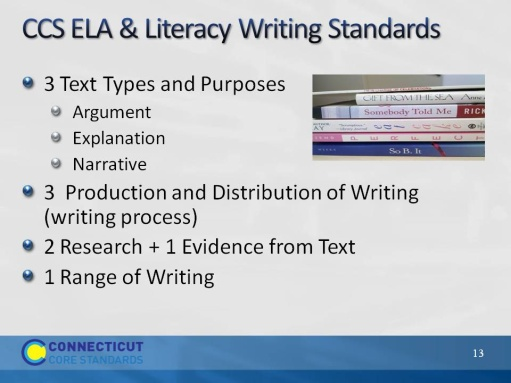 CCS ELA & Literacy Writing Standards
3 Text Types and Purposes
Argument
Explanation
Narrative
3 Production and Distribution of Writing
(writing process)
2 Research + 1 Evidence from Text
1 Range of Writing
GIFT FROM THE SEA
Somebody Told Me RICK
So B. It
CONNECTICUT
CORE STANDARDS
13